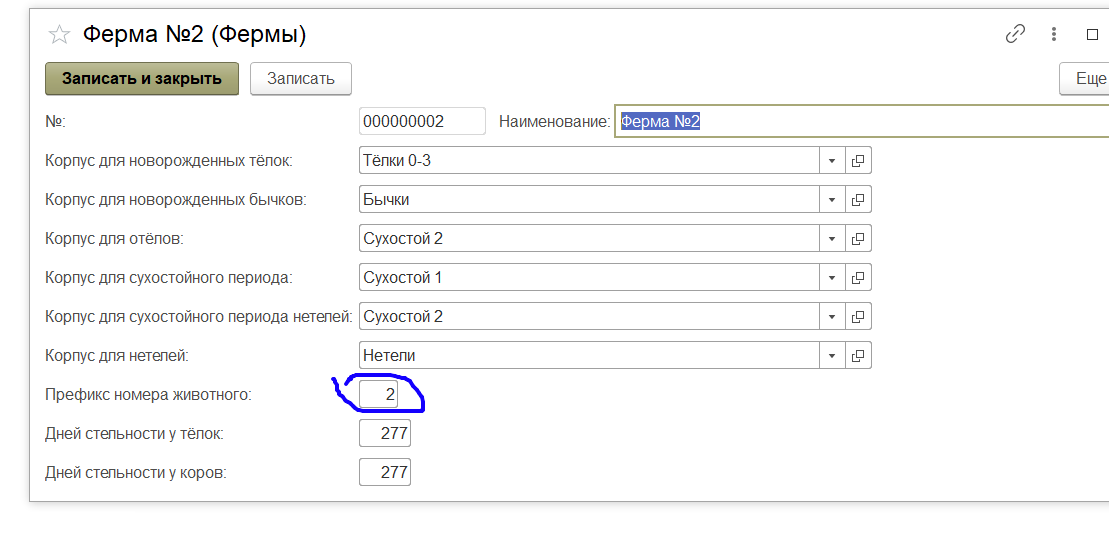 Ферма №2 (Фермы)
Записать и закрыть Записать Еще
№: 000000002 Наименование: Ферма №2
Корпус для новорожденных тёлок: Тёлки 0-3
Корпус для новорожденных бычков: Бычки
Корпус для отёлов: Сухостой 2
Корпус для сухостойного периода: Сухостой 1
Корпус для сухостойного периода нетелей: Сухостой 2
Корпус для нетелей: Нетели
Префикс номера животного: 2
Дней стельности у тёлок: 277
Дней стельности у коров: 277